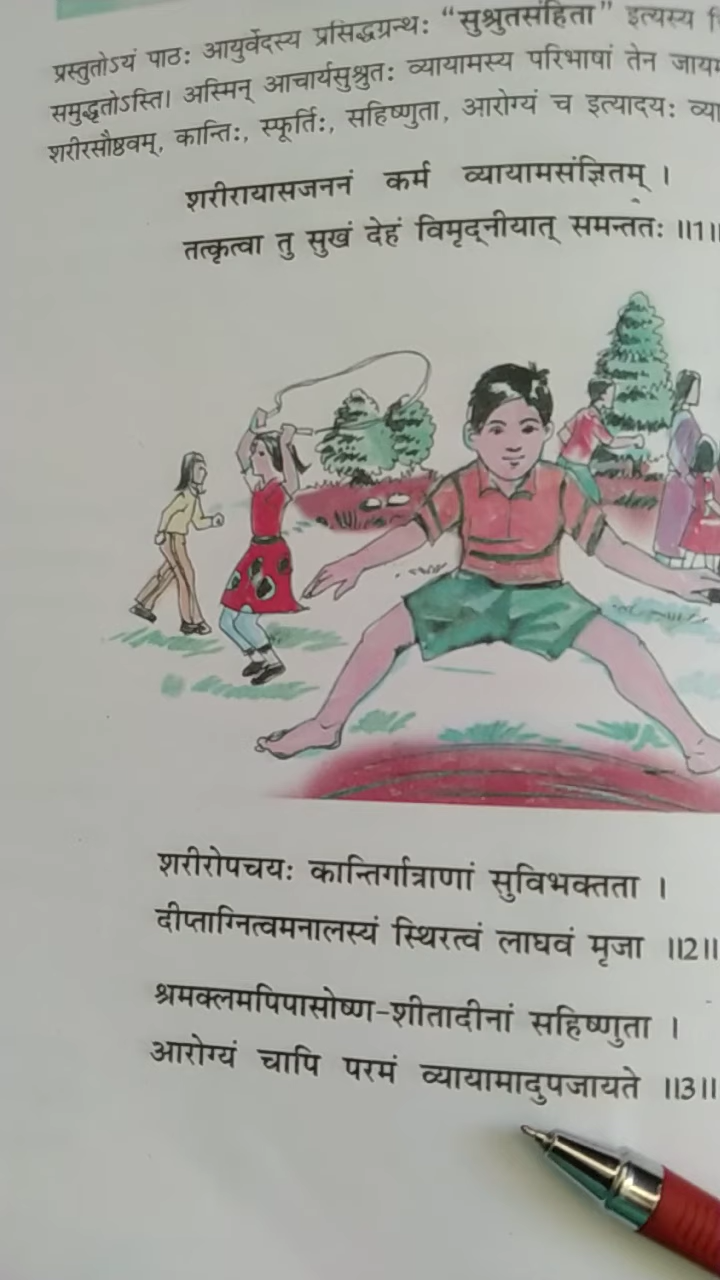 प्रस्तुतोऽयं पाठः आयुर्वेदस्य प्रसिद्धग्रन्थः “सुश्रुतसंहिता” इत्यस्य
समुद्धृतोऽस्ति। अस्मिन् आचार्यसुश्रुतः व्यायामस्य परिभाषां तेन
शरीरसौष्ठवम्, कान्तिः, स्फूर्तिः, सहिष्णुता, आरोग्यं च इत्यादयः
शरीरायासजननं कर्म व्यायामसंज्ञितम् ।
तत्कृत्वा तु सुखं देहं विमृद्नीयात् समन्ततः ॥1॥
शरीरोपचयः कान्तिर्गात्राणां सुविभक्तता ।
दीप्ताग्नित्वमनालस्यं स्थिरत्वं लाघवं मृजा ॥2॥
श्रमक्लमपिपासोष्ण-शीतादीनां सहिष्णुता ।
आरोग्यं चापि परमं व्यायामादुपजायते ॥3॥